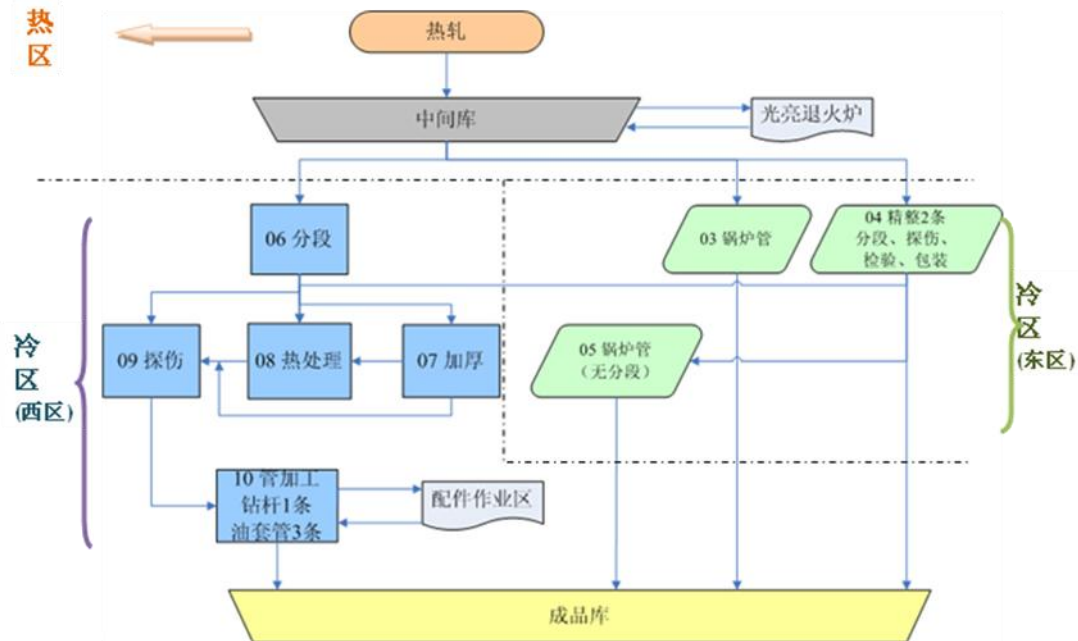 热
区
热轧
中间库
光亮退火炉
06 分段
03 锅炉管
04 精整2条
分段、探伤、
检验、包装
冷
区
(西区)
09 探伤
08 热处理
07 加厚
05 锅炉管
（无分段）
冷
区
(东区)
10 管加工
钻杆1条
油套管3条
配件作业区
成品库